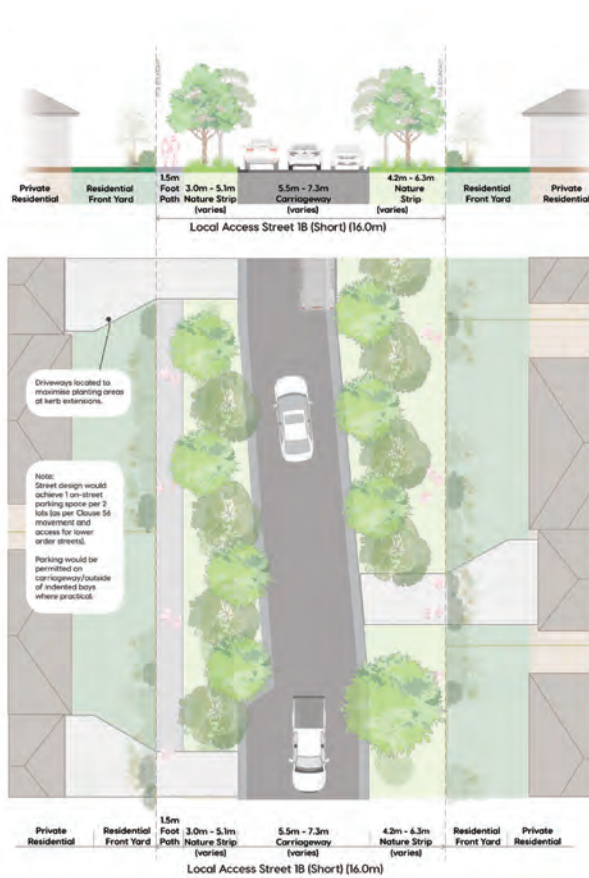 1.5m
Foot
Path
3.0m - 5.1m
Nature Strip
(varies)
5.5m - 7.3m
Carriageway
(varies)
4.2m - 6.3m
Nature
Strip
(varies)
Private
Residential
Residential
Front Yard
Residential
Front Yard
Private
Residential
Local Access Street 1B (Short) (16.0m)
Driveways located to
maximise planting areas
at kerb extensions.
Note:
Street design would
achieve 1 on-street
parking space per 2
lots (as per Clause 56
movement and
access for lower
order streets).
Parking would be
permitted on
carriageway/outside
of indented bays
where practical.
Private
Residential
Residential
Front Yard
1.5m
Foot
Path
3.0m - 5.1m
Nature Strip
(varies)
5.5m - 7.3m
Carriageway
(varies)
4.2m - 6.3m
Nature Strip
(varies)
Residential
Front Yard
Private
Residential
Local Access Street 1B (Short) (16.0m)